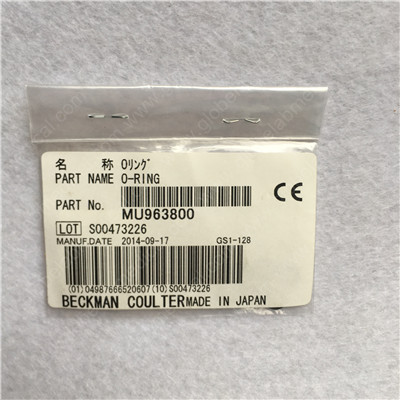 名 称 Oリング
PART NAME O-RING
PART No. MU963800
LOT S00473226
MANUF.DATE 2014-09-17 GS1-128
(01)04987666520607(10)S00473226
BECKMAN COULTER MADE IN JAPAN
CE